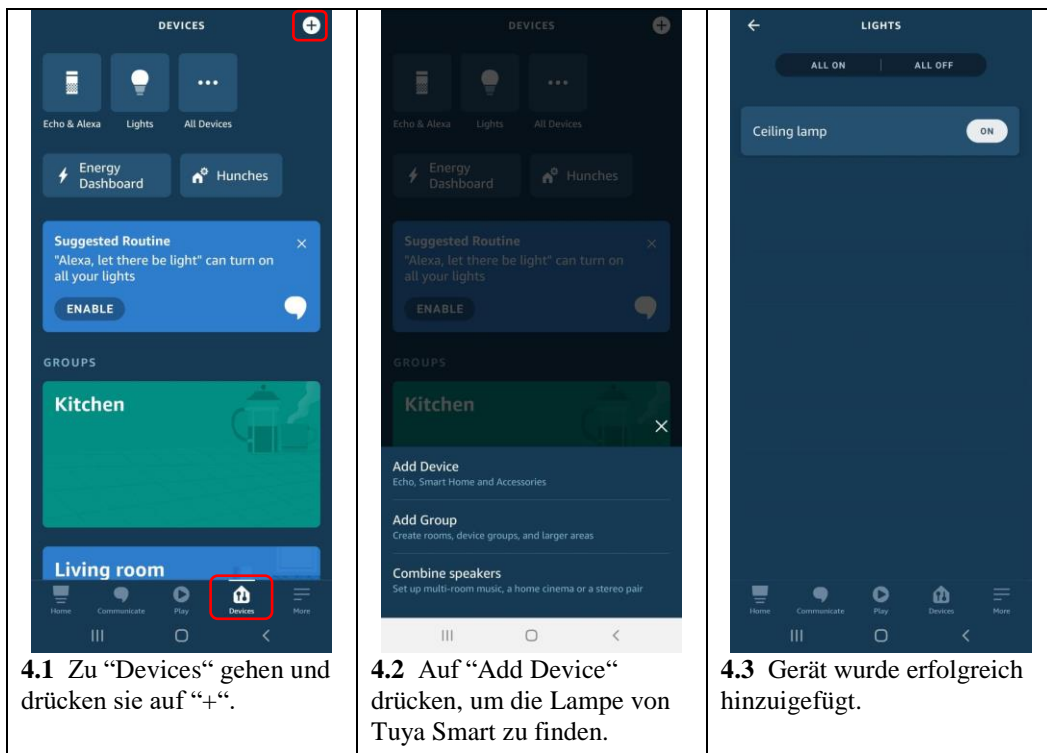 DEVICES
Echo & Alexa Lights All Devices
Energy
Dashboard
Hunches
Suggested Routine
"Alexa, let there be light" can turn on
all your lights
ENABLE
GROUPS
Kitchen
Living room
Home Communicate Play Devices More
4.1 Zu “Devices“ gehen und
drücken sie auf “+“.
DEVICES
Echo & Alexa Lights All Devices
Energy
Dashboard
Hunches
Suggested Routine
"Alexa, let there be light" can turn on
all your lights
ENABLE
GROUPS
Kitchen
Add Device
Echo, Smart Home and Accessories
Add Group
Create rooms, device groups, and larger areas
Combine speakers
Set up multi-room music, a home cinema or a stereo pair
4.2 Auf “Add Device“
drücken, um die Lampe von
Tuya Smart zu finden.
LIGHTS
ALL ON | ALL OFF
Ceiling lamp ON
Home Communicate Play Devices More
4.3 Gerät wurde erfolgreich
hinzuigefügt.